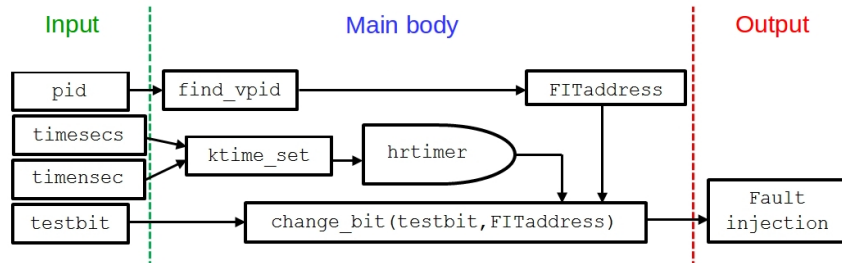 Input
Main body
Output
pid
find_vpid
FITaddress
timesecs
ktime_set
hrtimer
timensec
testbit
change_bit(testbit,FITaddress)
Fault
injection